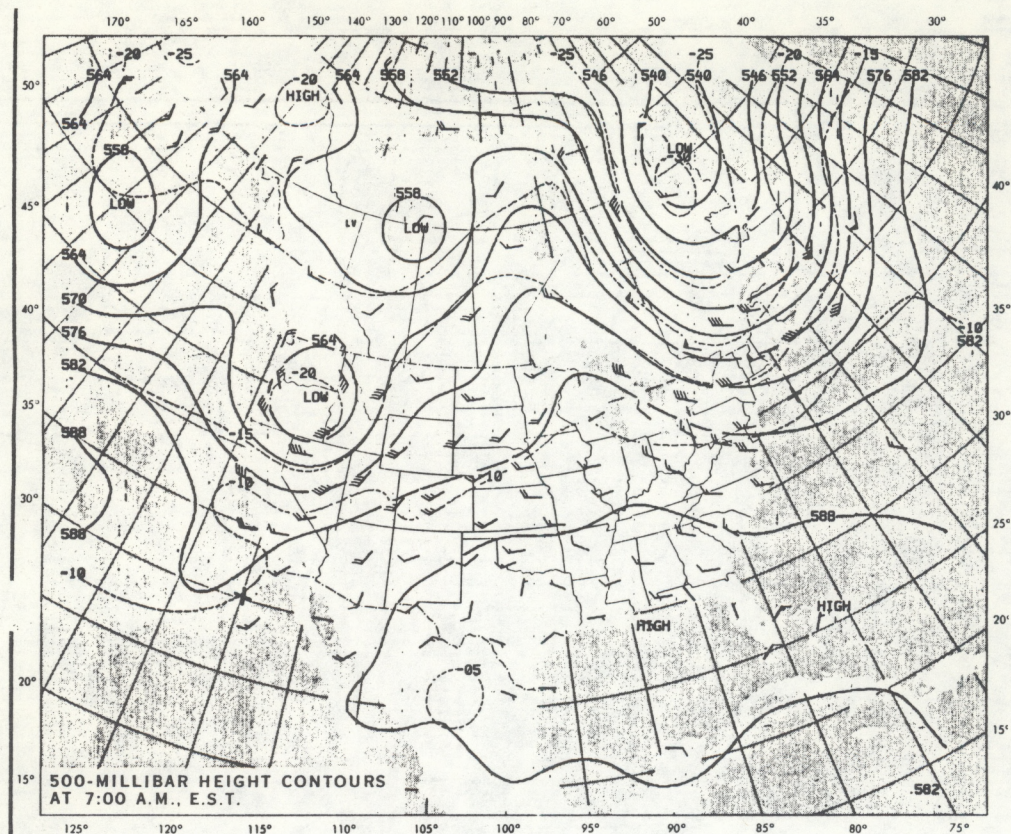 170° 165° 160° 150° 140° 130° 120° 110° 100° 90° 80° 70° 60° 50° 40° 35° 30°
-20 -25 -25 -25 -20 -15
564 564 -20 564 558 552 546 540 540 546 552 564 576 582
50°
HIGH
564
558 LOW
-30
558 40°
45° LOW LOW
564
570
40° 35°
576 564 -10
582 582
-20
35° LOW
30°
588 -15
-10 -10
30°
588 588 25°
-10
HIGH HIGH 20°
-05
20°
15°
15° 500-MILLIBAR HEIGHT CONTOURS
AT 7:00 A.M., E.S.T.
582
125° 120° 115° 110° 105° 100° 95° 90° 85° 80° 75°